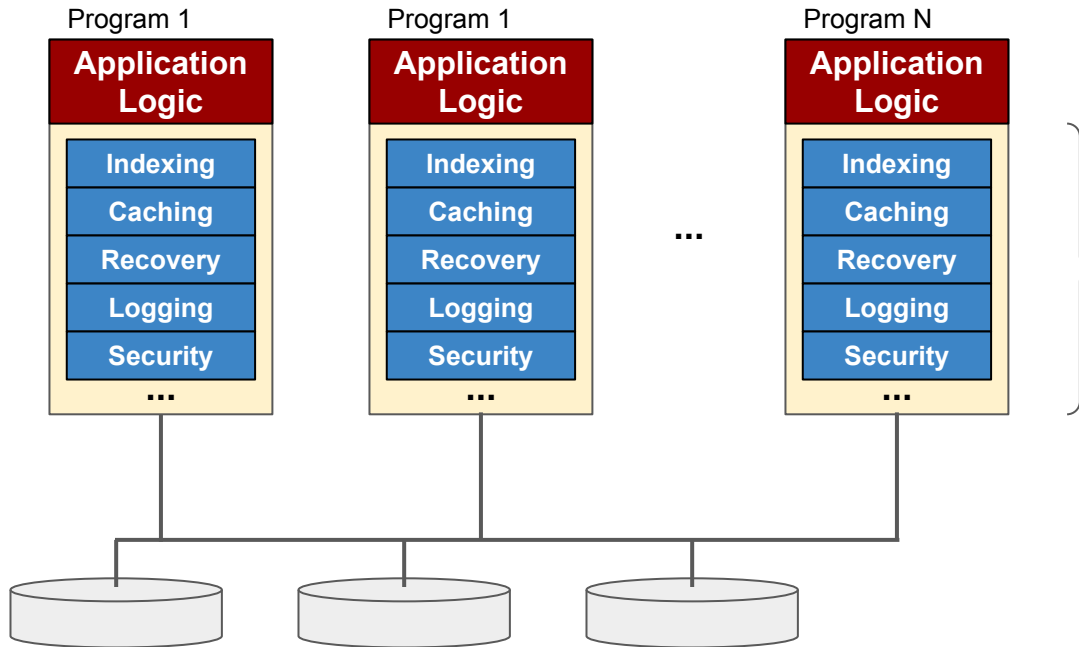 Program 1
Program 1
Program N
Application
Logic
Application
Logic
Application
Logic
Indexing
Caching
Recovery
Logging
Security
...
Indexing
Caching
Recovery
Logging
Security
...
...
Indexing
Caching
Recovery
Logging
Security
...